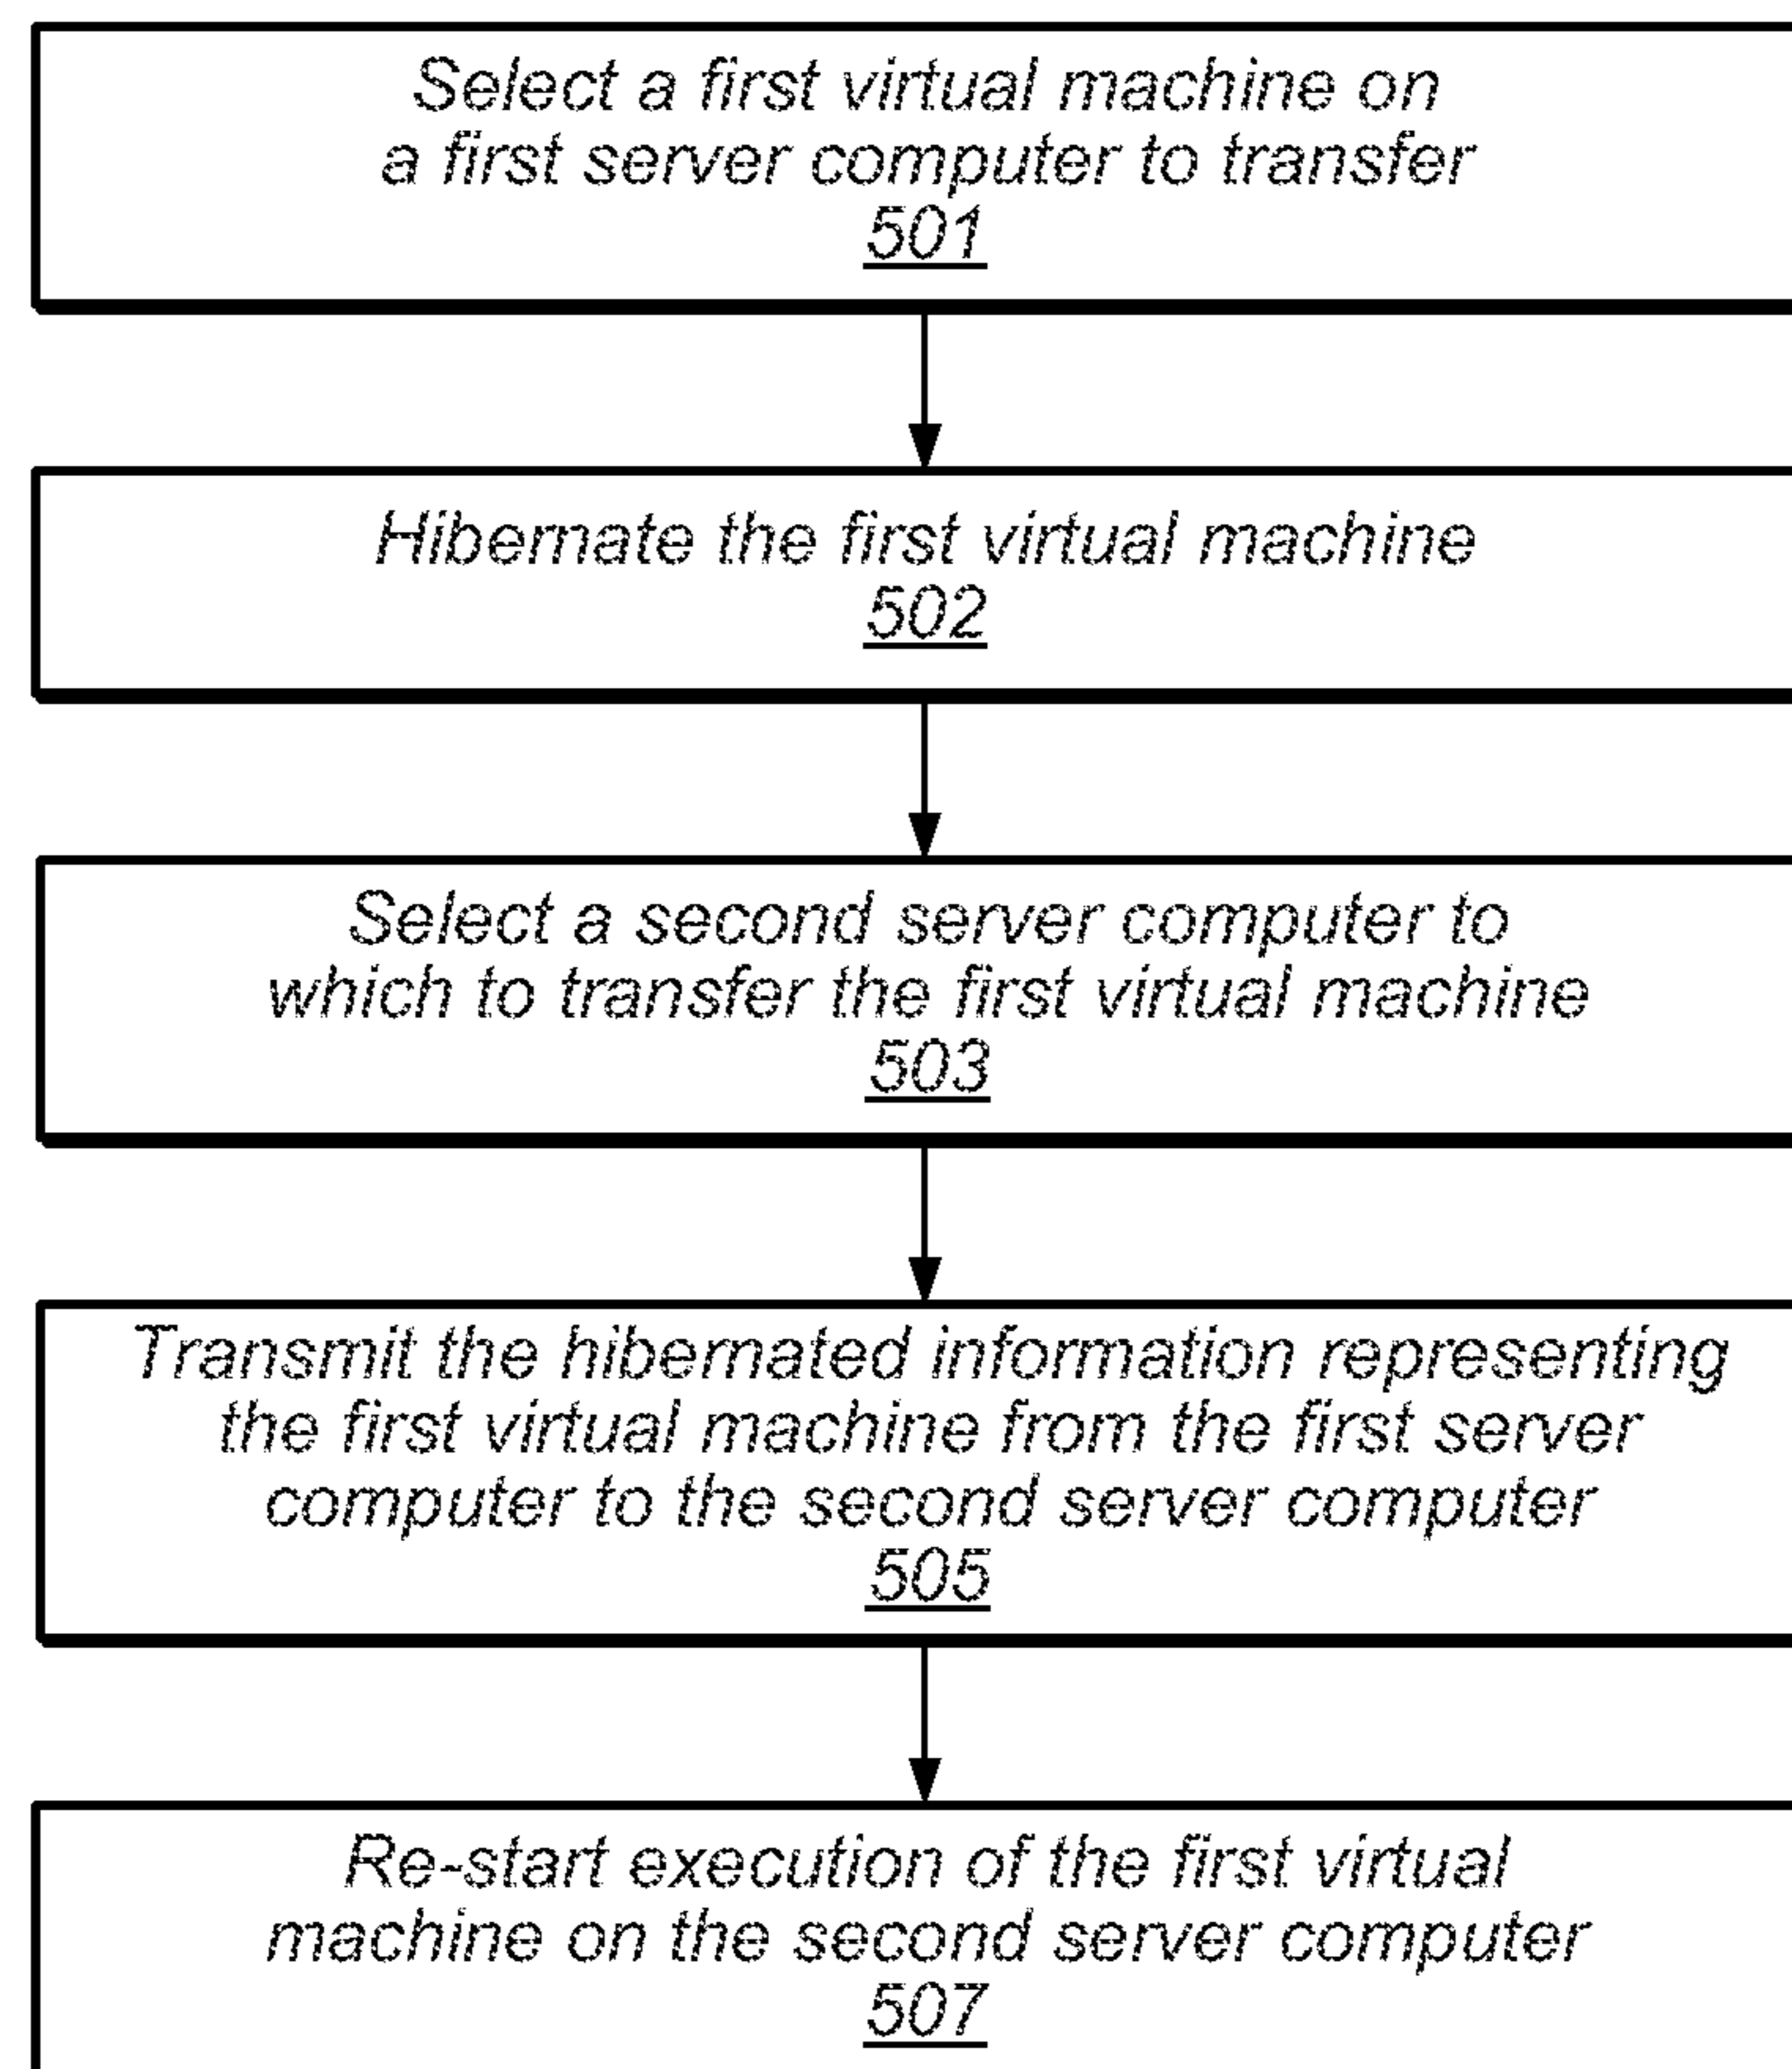 Select a first virtual machine on
a first server computer to transfer
501
Hibernate the first virtual machine
502
Select a second server computer to
which to transfer the first virtual machine
503
Transmit the hibernated information representing
the first virtual machine from the first server
computer to the second server computer
505
Re-start execution of the first virtual
machine on the second server computer
507